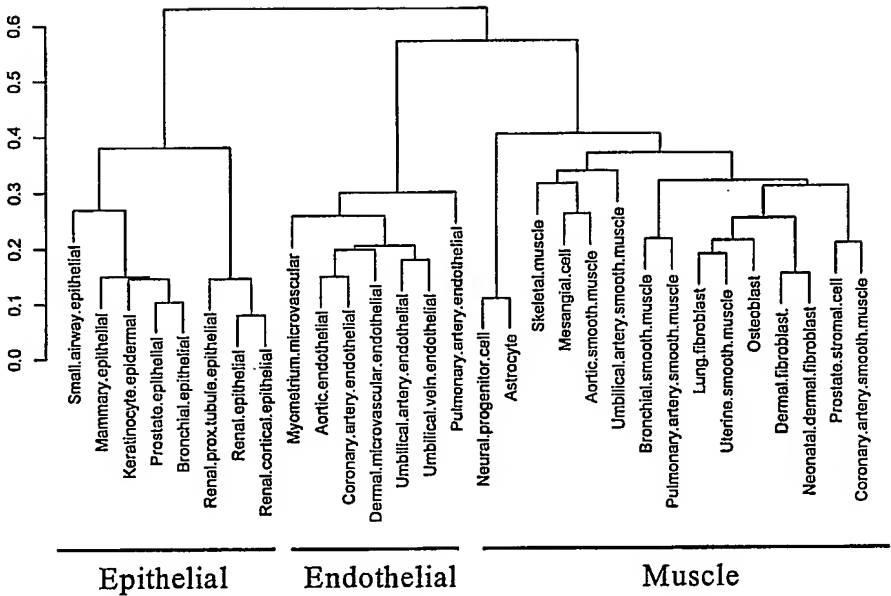 0.6
0.5
0.4
0.3
0.2
0.1
0.0
Small.airway.epithelial
Mammary.epithelial
Keratinocyte.epidermal
Prostate.epithelial
Bronchial.epithelial
Renal.prox.tubule.epithelial
Renal.epithelial
Renal.cortical.epithelial
Myometrium.microvascular
Aortic.endothelial
Coronary.artery.endothelial
Dermal.microvascular.endothelial
Umbilical.artery.endothelial
Umbilical.vein.endothelial
Pulmonary.artery.endothelial
Neural.progenitor.cell
Astrocyte
Skeletal.muscle
Mesangial.cell
Aortic.smooth.muscle
Umbilical.artery.smooth.muscle
Bronchial.smooth.muscle
Pulmonary.artery.smooth.muscle
Lung.fibroblast
Uterine.smooth.muscle
Osteoblast
Dermal.fibroblast.
Neonatal.dermal.fibroblast
Prostate.stromal.cell
Coronary.artery.smooth.muscle
Epithelial
Endothelial
Muscle